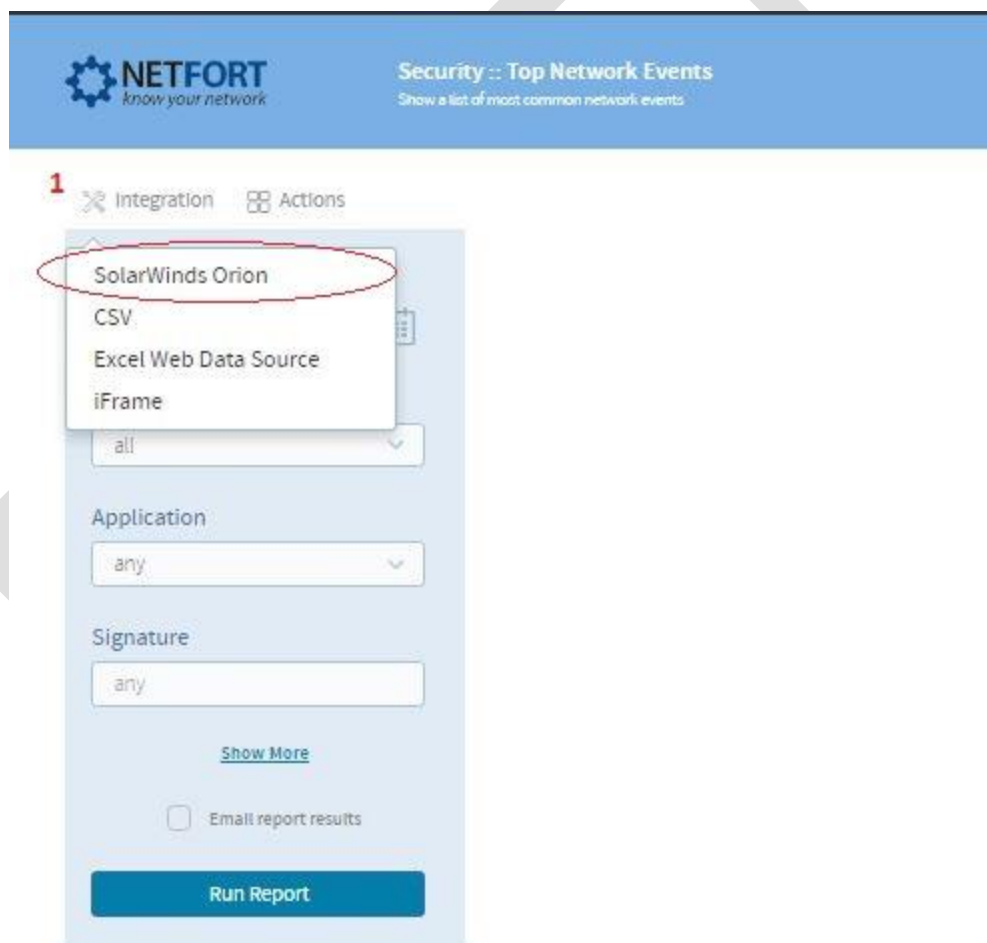 NETFORT
know your network
Security :: Top Network Events
Show a list of most common network events
1
Integration
Actions
SolarWinds Orion
CSV
Excel Web Data Source
iFrame
all
Application
any
Signature
any
Show More
Email report results
Run Report